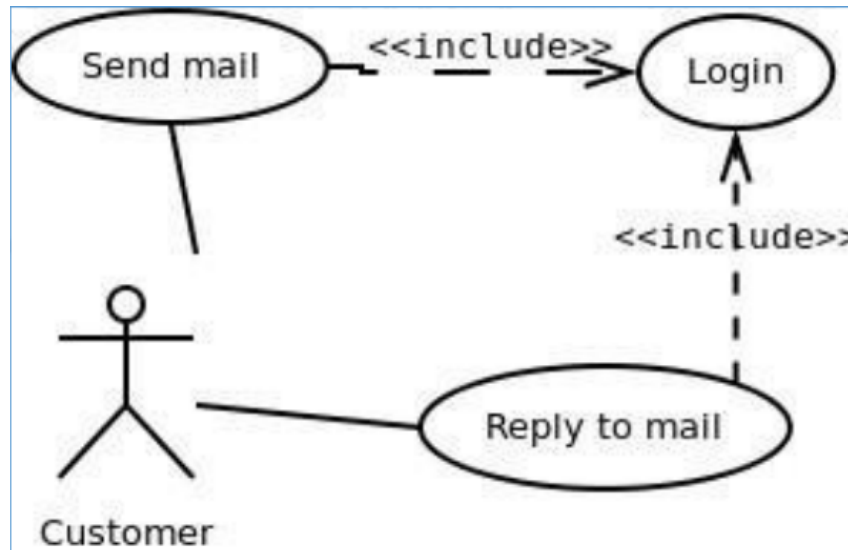 Send mail
<<include>>
Login
<<include>>
Reply to mail
Customer